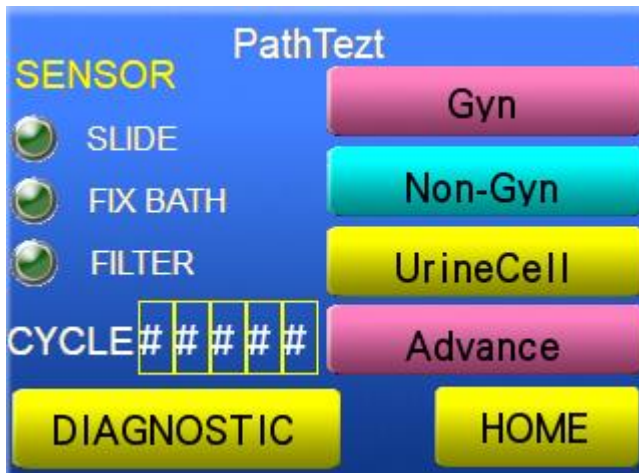 PathTezt
SENSOR
SLIDE
FIX BATH
FILTER
CYCLE # # # # #
Gyn
Non-Gyn
UrineCell
Advance
DIAGNOSTIC
HOME